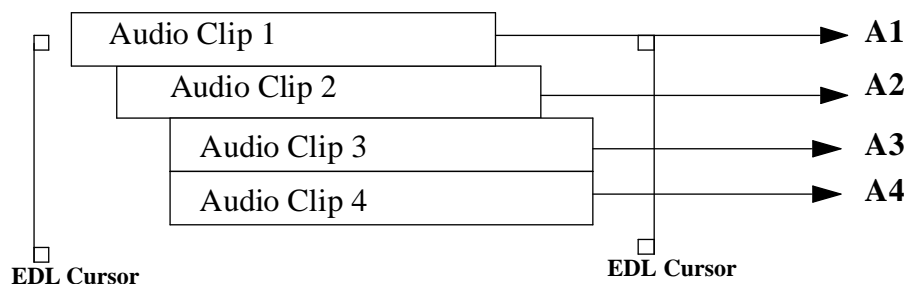 Audio Clip 1
A1
Audio Clip 2
A2
Audio Clip 3
A3
Audio Clip 4
A4
EDL Cursor
EDL Cursor